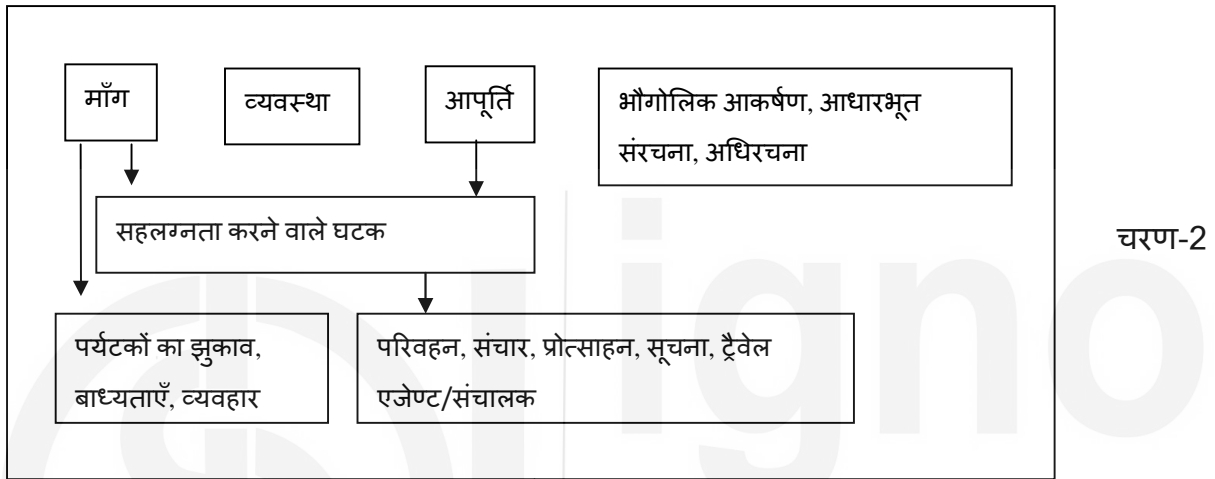 माँग
व्यवस्था
आपूर्ति
भौगोलिक आकर्षण, आधारभूत
संरचना, अधिरचना
सहलग्नता करने वाले घटक
चरण-2
पर्यटकों का झुकाव,
बाध्यताएँ, व्यवहार
परिवहन, संचार, प्रोत्साहन, सूचना, ट्रैवेल
एजेण्ट/संचालक
igno